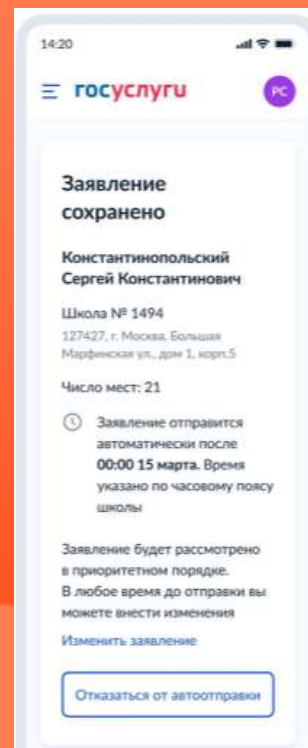 14:20
госуслуги
РС
Заявление
сохранено
Константинопольский
Сергей Константинович
Школа № 1494
127427, г. Москва, Большая
Марфинская ул., дом 1, корп.5
Число мест: 21
Заявление отправится
автоматически после
00:00 15 марта. Время
указано по часовому поясу
школы
Заявление будет рассмотрено
в приоритетном порядке.
В любое время до отправки вы
можете внести изменения
Изменить заявление
Отказаться от автоотправки